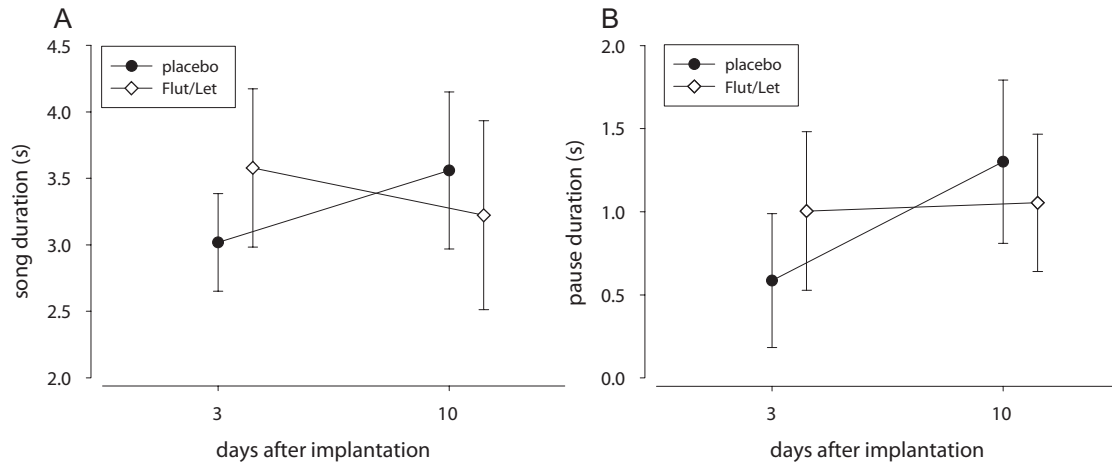 A
song duration (s)
4.5
4.0
3.5
3.0
2.5
2.0
placebo
Flut/Let
3
10
days after implantation
B
pause duration (s)
2.0
1.5
1.0
0.5
0.0
placebo
Flut/Let
3
10
days after implantation